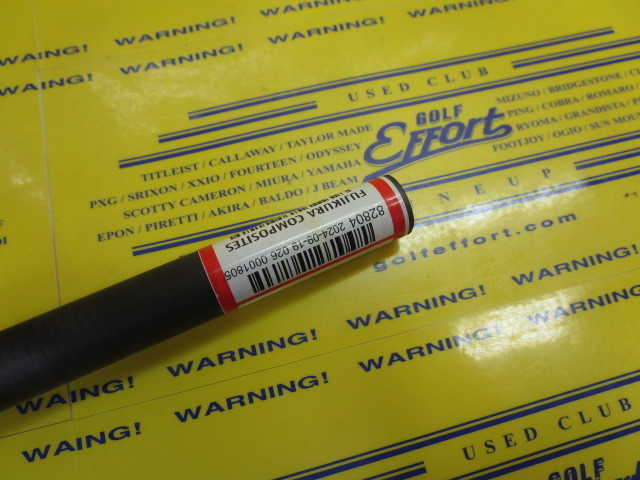 WAING! WARNING! WARNING! WARNING!
WAING! WARNING! WARNING! WARNING!
USED CLUB
GOLF
Effort
TITLEIST / CALLAWAY / TAYLOR MADE
PXG / SRIXON / XXIO / FOURTEEN / ODYSSEY
SCOTTY CAMERON / MIURA / YAMAHA
EPON / PIRETTI / AKIRA / BALDO / J BEAM
MIZUNO / BRIDGESTONE
PING / COBRA / ROMARO
RYOMA / GRANDISTA
FOOTJOY / OGIO / SUN
NEUP
golfeffort.com
FUJIKURA COMPOSITES
82804 2024-09-19 026 0001805
WARNING! WARNING! WARNING! WARNING!
WAING! WARNING! WARNING! WARNING!
USED CLUB
GOLF